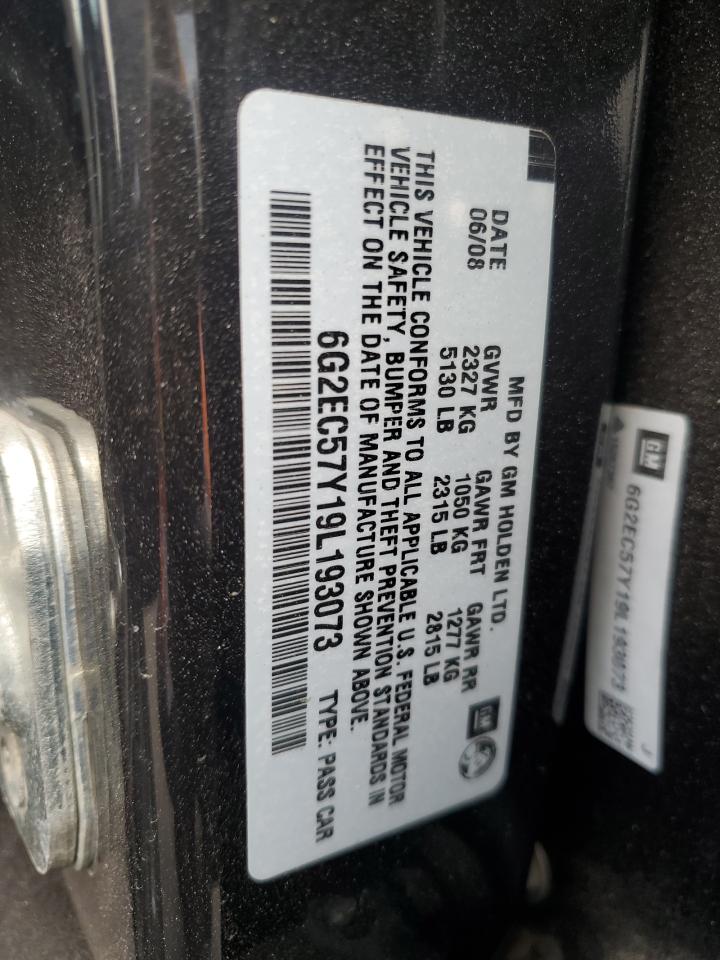 MFD BY GM HOLDEN LTD.
DATE GVWR GAWR FRT GAWR RR
06/08 2327 KG 1050 KG 1277 KG
5130 LB 2315 LB 2815 LB
GM
THIS VEHICLE CONFORMS TO ALL APPLICABLE U.S. FEDERAL MOTOR
VEHICLE SAFETY, BUMPER AND THEFT PREVENTION STANDARDS IN
EFFECT ON THE DATE OF MANUFACTURE SHOWN ABOVE.
6G2EC57Y19L193073 TYPE: PASS CAR
GM
6G2EC57Y19L193073